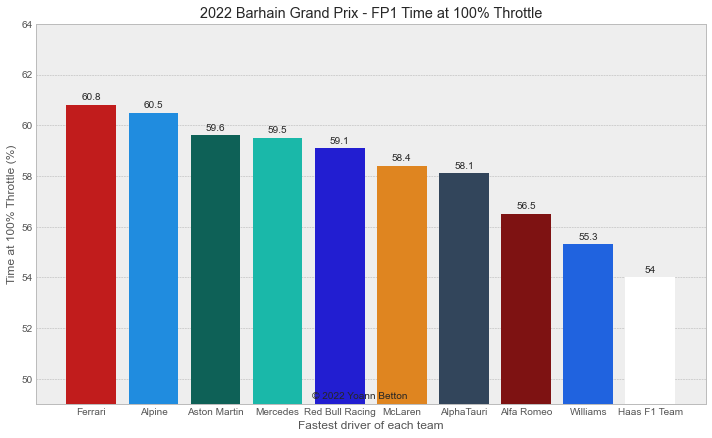 2022 Barhain Grand Prix - FP1 Time at 100% Throttle
Time at 100% Throttle (%)
64
62
60
58
56
54
52
50
60.8
60.5
59.6
59.5
59.1
58.4
58.1
56.5
55.3
54
© 2022 Yoann Betton
Ferrari
Alpine
Aston Martin
Mercedes
Red Bull Racing
McLaren
AlphaTauri
Alfa Romeo
Williams
Haas F1 Team
Fastest driver of each team